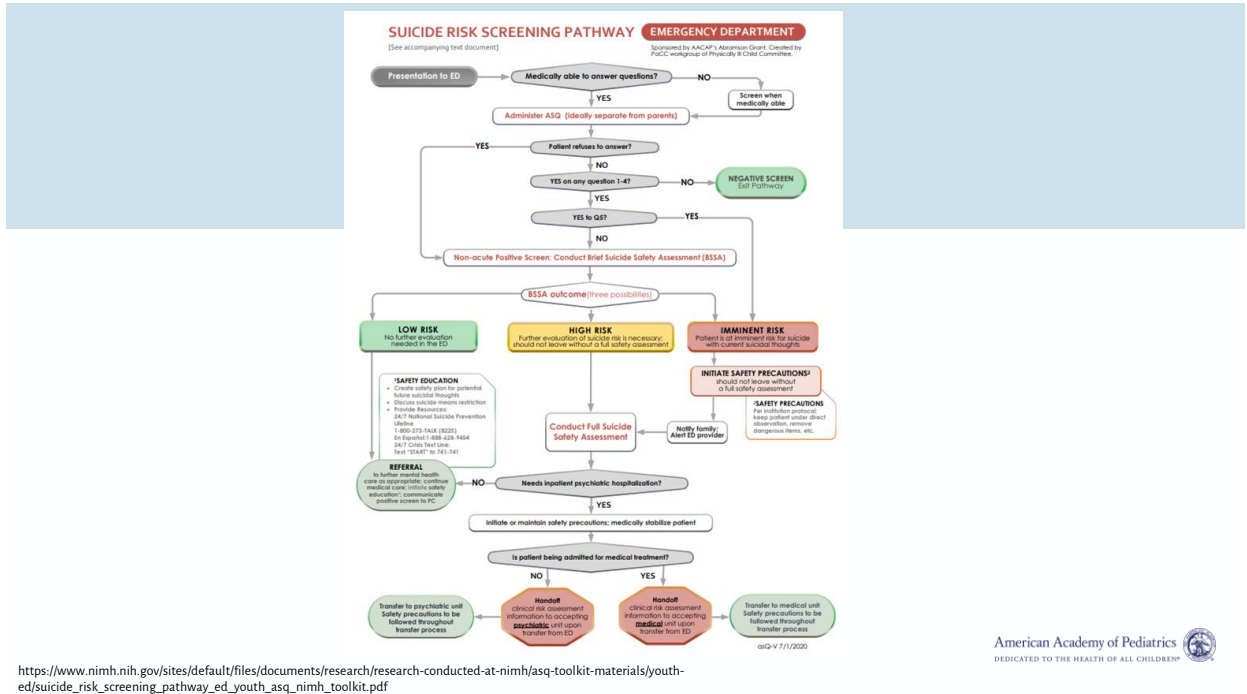 SUICIDE RISK SCREENING PATHWAY
EMERGENCY DEPARTMENT
[See accompanying text document]
Sponsored by AACAP's Abramson Grant. Created by
PaCC workgroup of Physically Ill Child Committee.
Presentation to ED
Medically able to answer questions?
NO
Screen when
medically able
YES
Administer ASQ (ideally separate from parents)
Patient refuses to answer?
YES
NO
YES on any question 1-4?
NO
NEGATIVE SCREEN
Exit Pathway
YES
YES to Q5?
YES
NO
Non-acute Positive Screen; Conduct Brief Suicide Safety Assessment (BSSA)
BSSA outcome(three possibilities)
LOW RISK
No further evaluation
needed in the ED
HIGH RISK
Further evaluation of suicide risk is necessary;
should not leave without a full safety assessment
IMMINENT RISK
Patient is at imminent risk for suicide
with current suicidal thoughts
INITIATE SAFETY PRECAUTIONS²
should not leave without
a full safety assessment
¹SAFETY EDUCATION
• Create safety plan for potential
future suicidal thoughts
• Discuss suicide means restriction
• Provide Resources:
24/7 National Suicide Prevention
Lifeline
1-800-273-TALK (8225)
En Español:1-888-628-9454
24/7 Crisis Text Line:
Text "START" to 741-741
²SAFETY PRECAUTIONS
Per institution protocol;
keep patient under direct
observation, remove
dangerous items, etc.
Conduct Full Suicide
Safety Assessment
Notify family;
Alert ED provider
REFERRAL
to further mental health
care as appropriate; continue
medical care; initiate safety
education¹; communicate
positive screen to PC
NO
Needs inpatient psychiatric hospitalization?
YES
Initiate or maintain safety precautions; medically stabilize patient
Is patient being admitted for medical treatment?
NO
YES
Transfer to psychiatric unit
Safety precautions to be
followed throughout
transfer process
Handoff
clinical risk assessment
information to accepting
psychiatric unit upon
transfer from ED
Handoff
clinical risk assessment
information to accepting
medical unit upon
transfer from ED
Transfer to medical unit
Safety precautions to be
followed throughout
transfer process
asQ-V 7/1/2020
American Academy of Pediatrics
DEDICATED TO THE HEALTH OF ALL CHILDREN®
https://www.nimh.nih.gov/sites/default/files/documents/research/research-conducted-at-nimh/asq-toolkit-materials/youth-
ed/suicide_risk_screening_pathway_ed_youth_asq_nimh_toolkit.pdf